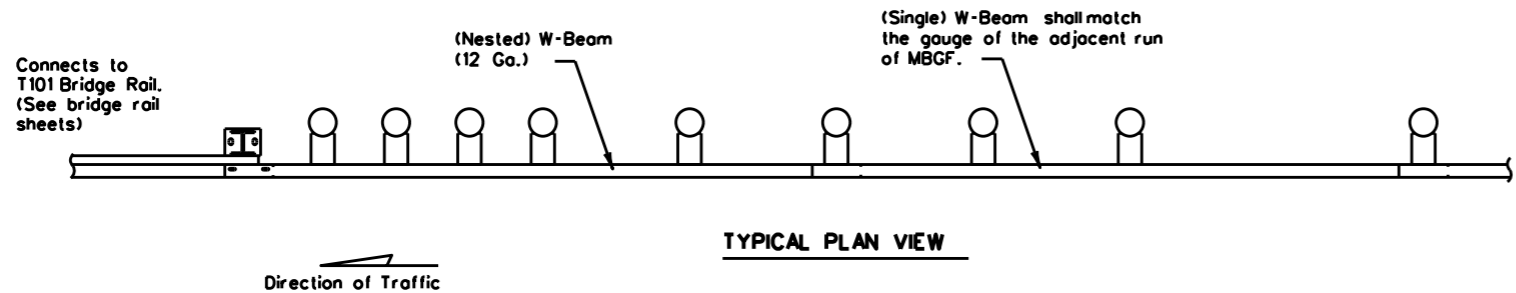 Connects to
T101 Bridge Rail.
(See bridge rail
sheets)
(Nested) W-Beam
(12 Ga.)
(Single) W-Beam shall match
the gauge of the adjacent run
of MBGF.
TYPICAL PLAN VIEW
Direction of Traffic